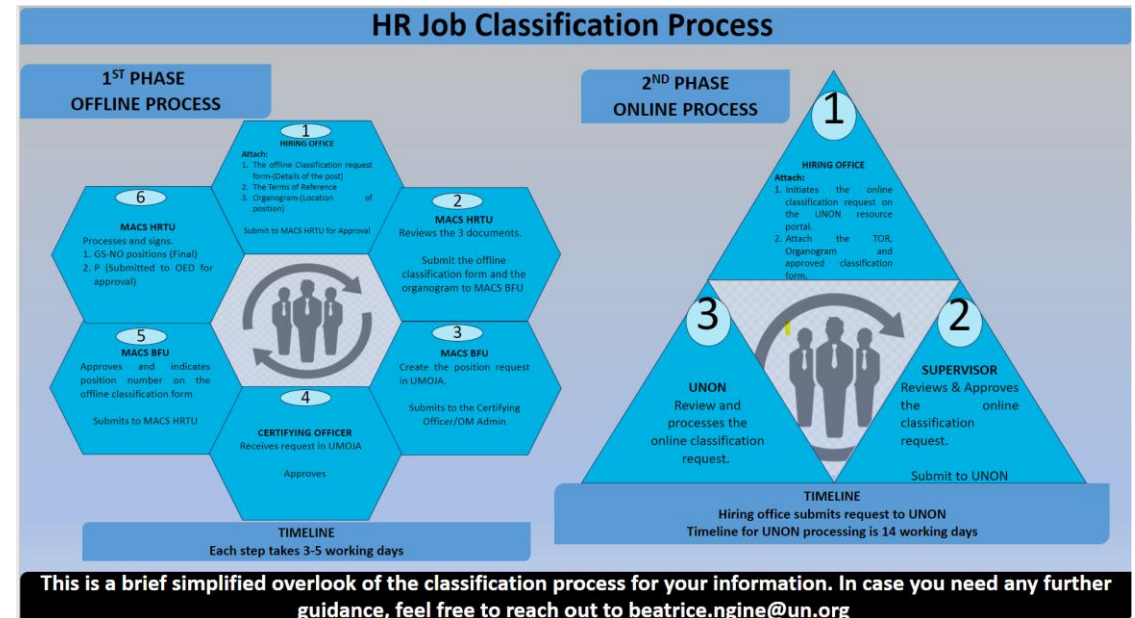 HR Job Classification Process
1ST PHASE
OFFLINE PROCESS
1
HIRING OFFICE
Attach:
1. The offline Classification request
form-(Details of the post)
2. The Terms of Reference
3. Organogram-(Location of
position)
Submit to MACS HRTU for Approval
2
MACS HRTU
Reviews the 3 documents.
Submit the offline
classification form and the
organogram to MACS BFU
3
MACS BFU
Create the position request
in UMOJA.
Submits to the Certifying
Officer/OM Admin
4
CERTIFYING OFFICER
Receives request in UMOJA
Approves
5
MACS BFU
Approves and indicates
position number on the
offline classification form
Submits to MACS HRTU
6
MACS HRTU
Processes and signs.
1. GS-NO positions (Final)
2. P (Submitted to OED for
approval)
TIMELINE
Each step takes 3-5 working days
2ND PHASE
ONLINE PROCESS
1
HIRING OFFICE
Attach:
1. Initiates the online
classification request on
the UNON resource
portal.
2. Attach the TOR,
Organogram and
approved classification
form.
2
SUPERVISOR
Reviews & Approves
the online
classification
request.
Submit to UNON
3
UNON
Review and
processes the
online classification
request.
TIMELINE
Hiring office submits request to UNON
Timeline for UNON processing is 14 working days
This is a brief simplified overlook of the classification process for your information. In case you need any further
guidance, feel free to reach out to beatrice.ngine@un.org